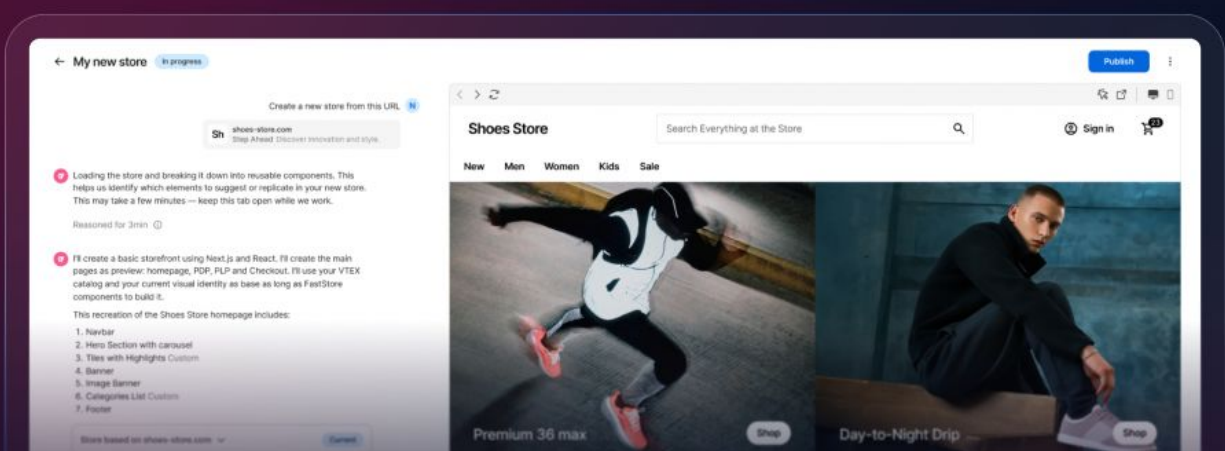 My new store
In progress
Publish
Create a new store from this URL
N
Sh
shoes-store.com
Step Ahead Discover innovation and style.
Loading the store and breaking it down into reusable components. This
helps us identify which elements to suggest or replicate in your new store.
This may take a few minutes — keep this tab open while we work.
Reasoned for 3min
I'll create a basic storefront using Next.js and React. I'll create the main
pages as preview: homepage, PDP, PLP and Checkout. I'll use your VTEX
catalog and your current visual identity as base as long as FastStore
components to build it.
This recreation of the Shoes Store homepage includes:
1. Navbar
2. Hero Section with carousel
3. Tiles with Highlights Custom
4. Banner
5. Image Banner
6. Categories List Custom
7. Footer
Store based on shoes-store.com
Current
Shoes Store
Search Everything at the Store
Sign in
23
New Men Women Kids Sale
Premium 36 max
Shop
Day-to-Night Drip
Shop